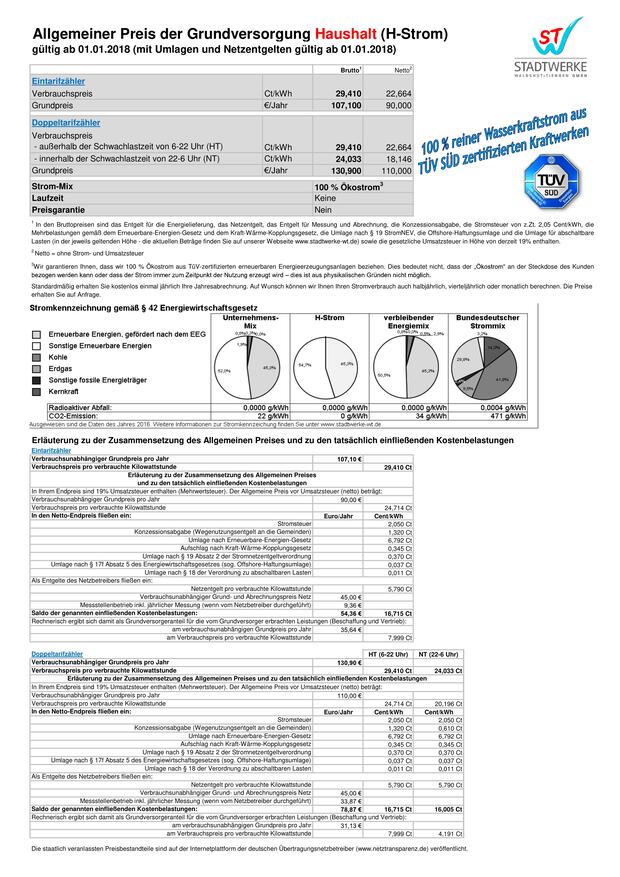 Allgemeiner Preis der Grundversorgung Haushalt (H-Strom)
gültig ab 01.01.2018 (mit Umlagen und Netzentgelten gültig ab 01.01.2018)
ST
STADTWERKE
WALDSHUT-TIENGEN GMBH
Brutto1 Netto2
Eintarifzähler
Verbrauchspreis Ct/kWh 29,410 22,664
Grundpreis €/Jahr 107,100 90,000
Doppeltarifzähler
Verbrauchspreis
- außerhalb der Schwachlastzeit von 6-22 Uhr (HT) Ct/kWh 29,410 22,664
- innerhalb der Schwachlastzeit von 22-6 Uhr (NT) Ct/kWh 24,033 18,146
Grundpreis €/Jahr 130,900 110,000
Strom-Mix 100 % Ökostrom3
Laufzeit Keine
Preisgarantie Nein
100 % reiner Wasserkraftstrom aus
TÜV SÜD zertifizierten Kraftwerken
TÜV
SÜD
1 In den Bruttopreisen sind das Entgelt für die Energielieferung, das Netzentgelt, das Entgelt für Messung und Abrechnung, die Konzessionsabgabe, die Stromsteuer von z.Zt. 2,05 Cent/kWh, die
Mehrbelastungen gemäß dem Erneuerbare-Energien-Gesetz und dem Kraft-Wärme-Kopplungsgesetz, die Umlage nach § 19 StromNEV, die Offshore-Haftungsumlage und die Umlage für abschaltbare
Lasten (in der jeweils geltenden Höhe - die aktuellen Beträge finden Sie auf unserer Webseite www.stadtwerke-wt.de) sowie die gesetzliche Umsatzsteuer in Höhe von derzeit 19% enthalten.
2 Netto = ohne Strom- und Umsatzsteuer
3Wir garantieren Ihnen, dass wir 100 % Ökostrom aus TÜV-zertifizierten erneuerbaren Energieerzeugungsanlagen beziehen. Dies bedeutet nicht, dass der „Ökostrom“ an der Steckdose des Kunden
bezogen werden kann oder dass der Strom immer zum Zeitpunkt der Nutzung erzeugt wird – dies ist aus physikalischen Gründen nicht möglich.
Standardmäßig erhalten Sie kostenlos einmal jährlich Ihre Jahresabrechnung. Auf Wunsch können wir Ihnen Ihren Stromverbrauch auch halbjährlich, vierteljährlich oder monatlich berechnen. Die Preise
erhalten Sie auf Anfrage.
Stromkennzeichnung gemäß § 42 Energiewirtschaftsgesetz
Unternehmens-Mix H-Strom verbleibender Energiemix Bundesdeutscher Strommix
Erneuerbare Energien, gefördert nach dem EEG
Sonstige Erneuerbare Energien
Kohle
Erdgas
Sonstige fossile Energieträger
Kernkraft
Radioaktiver Abfall: 0,0000 g/kWh 0,0000 g/kWh 0,0000 g/kWh 0,0004 g/kWh
CO2-Emission: 22 g/kWh 0 g/kWh 34 g/kWh 471 g/kWh
Ausgewiesen sind die Daten des Jahres 2016. Weitere Informationen zur Stromkennzeichnung finden Sie unter www.stadtwerke-wt.de
Erläuterung zu der Zusammensetzung des Allgemeinen Preises und zu den tatsächlich einfließenden Kostenbelastungen
Eintarifzähler
Verbrauchsunabhängiger Grundpreis pro Jahr 107,10 €
Verbrauchspreis pro verbrauchte Kilowattstunde 29,410 Ct
Erläuterung zu der Zusammensetzung des Allgemeinen Preises
und zu den tatsächlich einfließenden Kostenbelastungen
In Ihrem Endpreis sind 19% Umsatzsteuer enthalten (Mehrwertsteuer). Der Allgemeine Preis vor Umsatzsteuer (netto) beträgt:
Verbrauchsunabhängiger Grundpreis pro Jahr 90,00 €
Verbrauchspreis pro verbrauchte Kilowattstunde 24,714 Ct
In den Netto-Endpreis fließen ein: Euro/Jahr Cent/kWh
Stromsteuer 2,050 Ct
Konzessionsabgabe (Wegenutzungsentgelt an die Gemeinden) 1,320 Ct
Umlage nach Erneuerbare-Energien-Gesetz 6,792 Ct
Aufschlag nach Kraft-Wärme-Kopplungsgesetz 0,345 Ct
Umlage nach § 19 Absatz 2 der Stromnetzentgeltverordnung 0,370 Ct
Umlage nach § 17f Absatz 5 des Energiewirtschaftsgesetzes (sog. Offshore-Haftungsumlage) 0,037 Ct
Umlage nach § 18 der Verordnung zu abschaltbaren Lasten 0,011 Ct
Als Entgelte des Netzbetreibers fließen ein:
Netzentgelt pro verbrauchte Kilowattstunde 5,790 Ct
Verbrauchsunabhängiger Grund- und Abrechnungspreis Netz 45,00 €
Messstellenbetrieb inkl. jährlicher Messung (wenn vom Netzbetreiber durchgeführt) 9,36 €
Saldo der genannten einfließenden Kostenbelastungen: 54,36 € 16,715 Ct
Rechnerisch ergibt sich damit als Grundversorgeranteil für die vom Grundversorger erbrachten Leistungen (Beschaffung und Vertrieb):
am verbrauchsunabhängigen Grundpreis pro Jahr 35,64 €
am Verbrauchspreis pro verbrauchte Kilowattstunde 7,999 Ct
Doppeltarifzähler HT (6-22 Uhr) NT (22-6 Uhr)
Verbrauchsunabhängiger Grundpreis pro Jahr 130,90 €
Verbrauchspreis pro verbrauchte Kilowattstunde 29,410 Ct 24,033 Ct
Erläuterung zu der Zusammensetzung des Allgemeinen Preises und zu den tatsächlich einfließenden Kostenbelastungen
In Ihrem Endpreis sind 19% Umsatzsteuer enthalten (Mehrwertsteuer). Der Allgemeine Preis vor Umsatzsteuer (netto) beträgt:
Verbrauchsunabhängiger Grundpreis pro Jahr 110,00 €
Verbrauchspreis pro verbrauchte Kilowattstunde 24,714 Ct 20,196 Ct
In den Netto-Endpreis fließen ein: Euro/Jahr Cent/kWh Cent/kWh
Stromsteuer 2,050 Ct 2,050 Ct
Konzessionsabgabe (Wegenutzungsentgelt an die Gemeinden) 1,320 Ct 0,610 Ct
Umlage nach Erneuerbare-Energien-Gesetz 6,792 Ct 6,792 Ct
Aufschlag nach Kraft-Wärme-Kopplungsgesetz 0,345 Ct 0,345 Ct
Umlage nach § 19 Absatz 2 der Stromnetzentgeltverordnung 0,370 Ct 0,370 Ct
Umlage nach § 17f Absatz 5 des Energiewirtschaftsgesetzes (sog. Offshore-Haftungsumlage) 0,037 Ct 0,037 Ct
Umlage nach § 18 der Verordnung zu abschaltbaren Lasten 0,011 Ct 0,011 Ct
Als Entgelte des Netzbetreibers fließen ein:
Netzentgelt pro verbrauchte Kilowattstunde 5,790 Ct 5,790 Ct
Verbrauchsunabhängiger Grund- und Abrechnungspreis Netz 45,00 €
Messstellenbetrieb inkl. jährlicher Messung (wenn vom Netzbetreiber durchgeführt) 33,87 €
Saldo der genannten einfließenden Kostenbelastungen: 78,87 € 16,715 Ct 16,005 Ct
Rechnerisch ergibt sich damit als Grundversorgeranteil für die vom Grundversorger erbrachten Leistungen (Beschaffung und Vertrieb):
am verbrauchsunabhängigen Grundpreis pro Jahr 31,13 €
am Verbrauchspreis pro verbrauchte Kilowattstunde 7,999 Ct 4,191 Ct
Die staatlich veranlassten Preisbestandteile sind auf der Internetplattform der deutschen Übertragungsnetzbetreiber (www.netztransparenz.de) veröffentlicht.